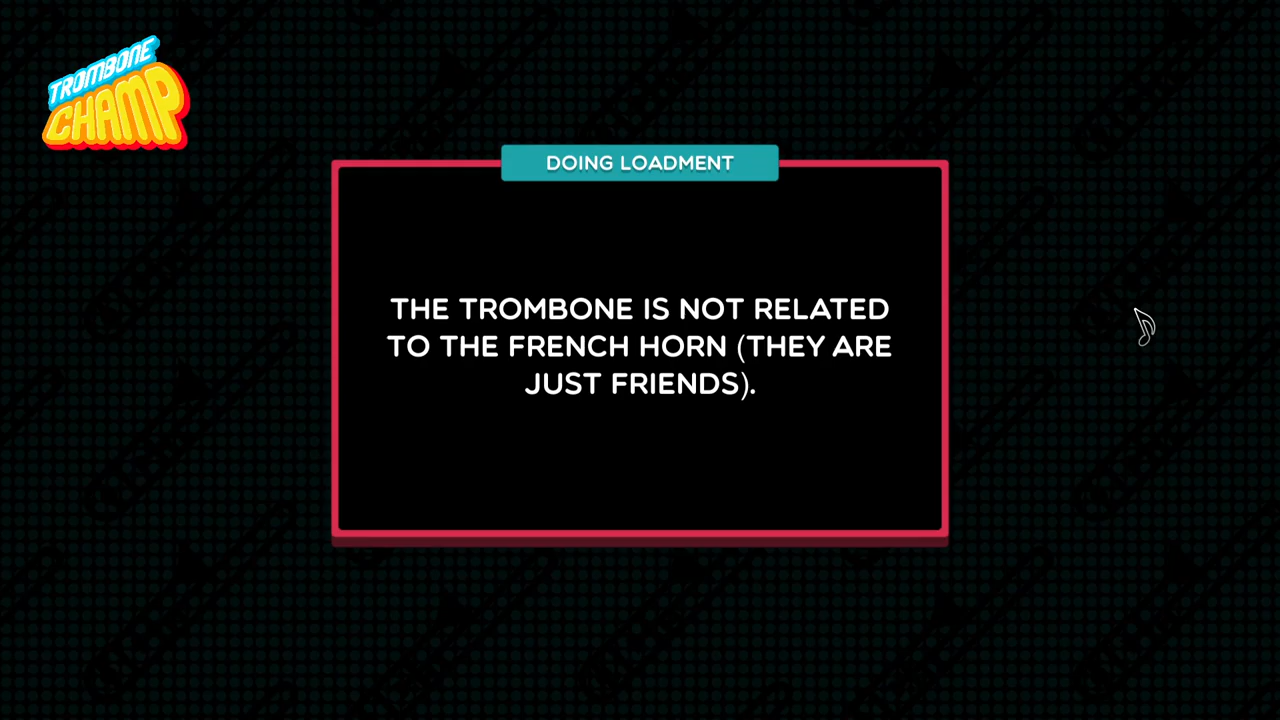 TROMBONE
CHAMP
DOING LOADMENT
THE TROMBONE IS NOT RELATED
TO THE FRENCH HORN (THEY ARE
JUST FRIENDS).